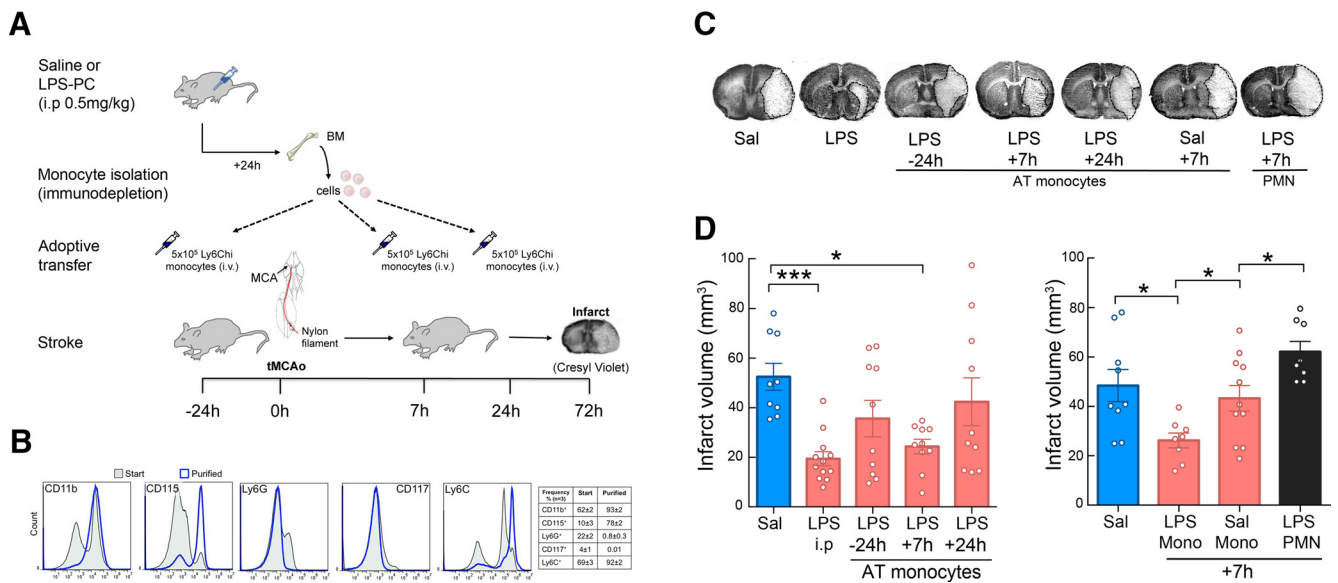 A
Saline or
LPS-PC
(i.p 0.5mg/kg)
BM
+24h
Monocyte isolation
(immunodepletion)
cells
Adoptive
transfer
5x10⁵ Ly6Chi
monocytes (i.v.)
5x10⁵ Ly6Chi
monocytes (i.v.)
5x10⁵ Ly6Chi
monocytes (i.v.)
MCA
Nylon
filament
Infarct
Stroke
(Cresyl Violet)
tMCAo
-24h 0h 7h 24h 72h
B
Start Purified
CD11b CD115 Ly6G CD117 Ly6C
Count
Frequency % (n=3) Start Purified
CD11b⁺ 62±2 93±2
CD115⁺ 10±3 78±2
Ly6G⁺ 22±2 0.8±0.3
CD117⁺ 4±1 0.01
Ly6C⁺ 69±3 92±2
C
Sal LPS LPS LPS LPS Sal LPS
-24h +7h +24h +7h +7h
AT monocytes PMN
D
Infarct volume (mm³)
100
80
60
40
20
0
***
*
Sal LPS LPS LPS LPS
i.p -24h +7h +24h
AT monocytes
Infarct volume (mm³)
100
80
60
40
20
0
* * *
Sal LPS Sal LPS
Mono Mono PMN
+7h